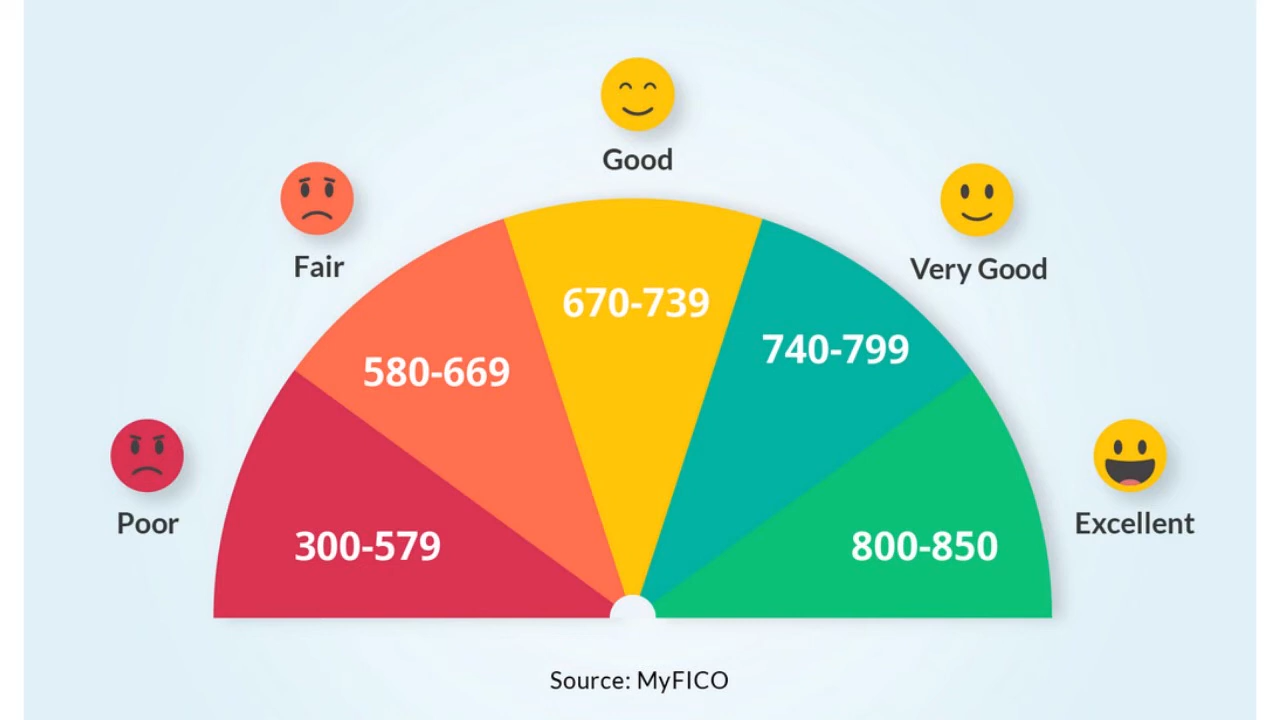 Good
Fair
Very Good
670-739
740-799
580-669
Poor
Excellent
300-579
800-850
Source: MyFICO